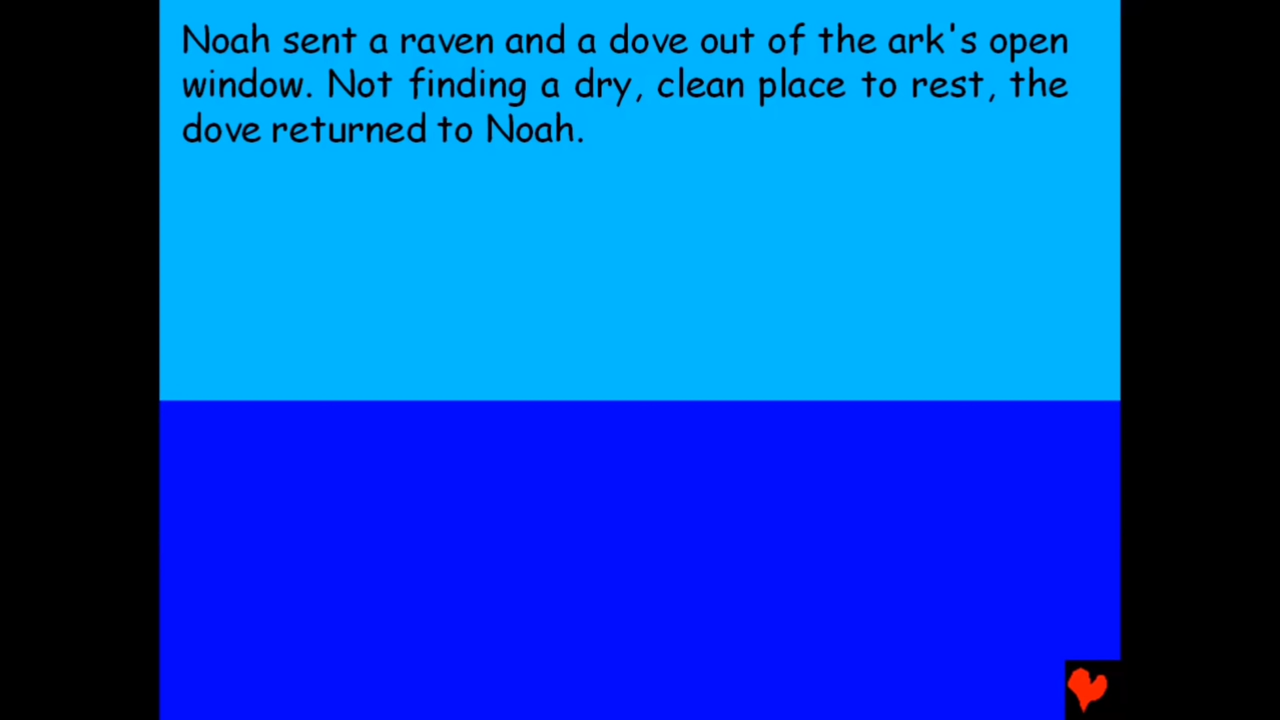 Noah sent a raven and a dove out of the ark's open
window. Not finding a dry, clean place to rest, the
dove returned to Noah.